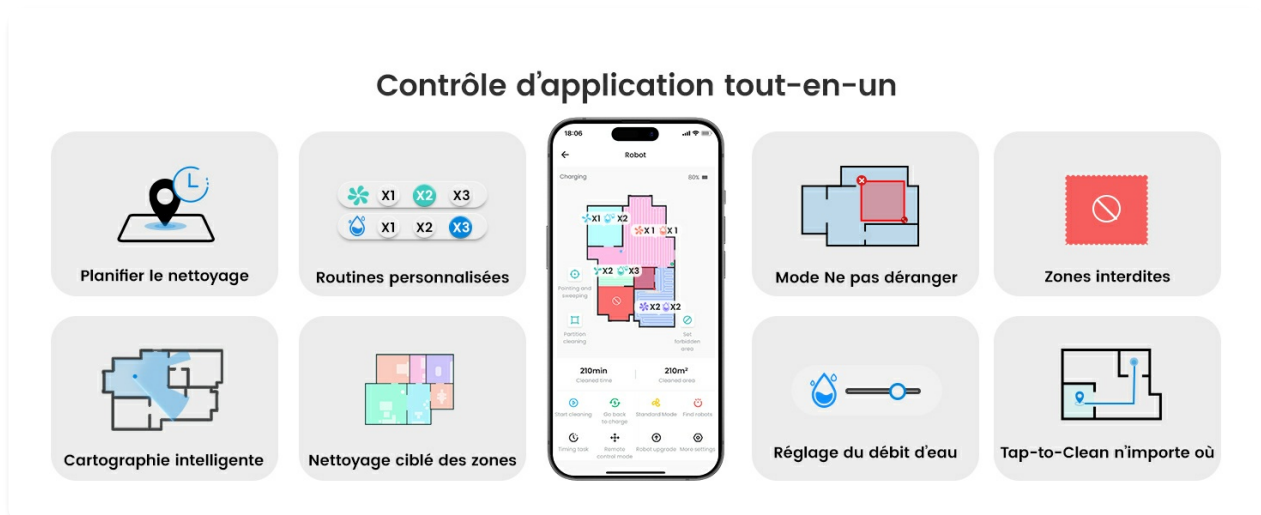 Contrôle d’application tout-en-un
Planifier le nettoyage
X1 X2 X3
X1 X2 X3
Routines personnalisées
Cartographie intelligente
Nettoyage ciblé des zones
18:06
Robot
Charging
80%
X1 X2
X1 X1
X2 X3
X2 X2
Pointing and
sweeping
Partition
cleaning
Set
forbidden
area
210min
Cleaned time
210m²
Cleaned area
Start cleaning
Go back
to charge
Standard Mode
Find robots
Timing task
Remote
control mode
Robot upgrade
More settings
Mode Ne pas déranger
Zones interdites
Réglage du débit d’eau
Tap-to-Clean n’importe où